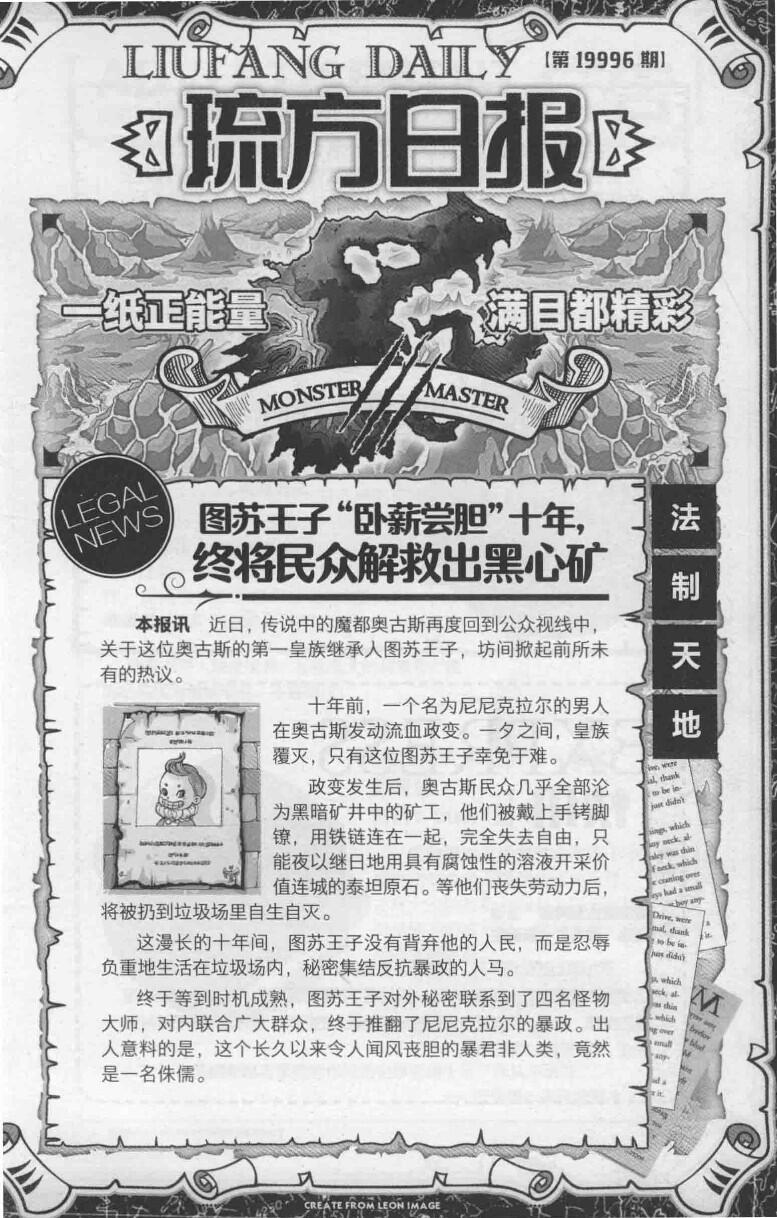 LIUFANG DAILY
【第 19996 期】
琉方日报
一纸正能量
满目都精彩
MONSTER MASTER
LEGAL
NEWS
图苏王子“卧薪尝胆”十年,
终将民众解救出黑心矿
法
制
天
地
本报讯 近日，传说中的魔都奥古斯再度回到公众视线中，
关于这位奥古斯的第一皇族继承人图苏王子，坊间掀起前所未
有的热议。
十年前，一个名为尼尼克拉尔的男人
在奥古斯发动流血政变。一夕之间，皇族
覆灭，只有这位图苏王子幸免于难。
政变发生后，奥古斯民众几乎全部沦
为黑暗矿井中的矿工，他们被戴上手铐脚
镣，用铁链连在一起，完全失去自由，只
能夜以继日地用具有腐蚀性的溶液开采价
值连城的泰坦原石。等他们丧失劳动力后，
将被扔到垃圾场里自生自灭。
这漫长的十年间，图苏王子没有背弃他的人民，而是忍辱
负重地生活在垃圾场内，秘密集结反抗暴政的人马。
终于等到时机成熟，图苏王子对外秘密联系到了四名怪物
大师，对内联合广大群众，终于推翻了尼尼克拉尔的暴政。出
人意料的是，这个长久以来令人闻风丧胆的暴君非人类，竟然
是一名侏儒。
CREATE FROM LEON IMAGE